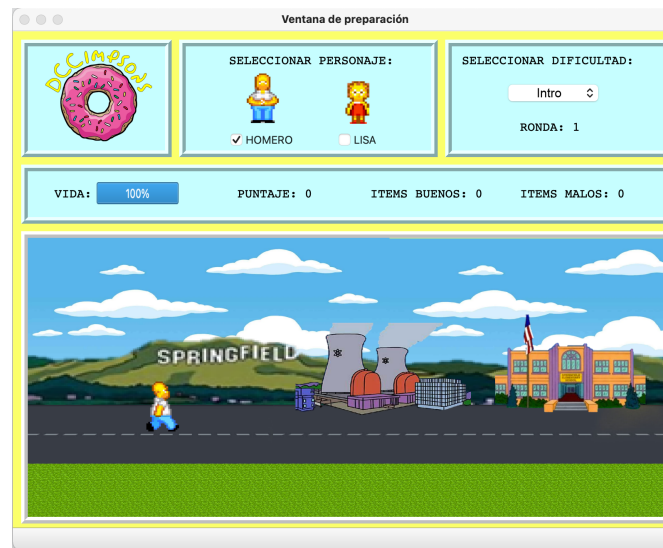 Ventana de preparación
DCCIMPSONS
SELECCIONAR PERSONAJE:
HOMERO
LISA
SELECCIONAR DIFICULTAD:
Intro
RONDA: 1
VIDA: 100% PUNTAJE: 0 ITEMS BUENOS: 0 ITEMS MALOS: 0
SPRINGFIELD